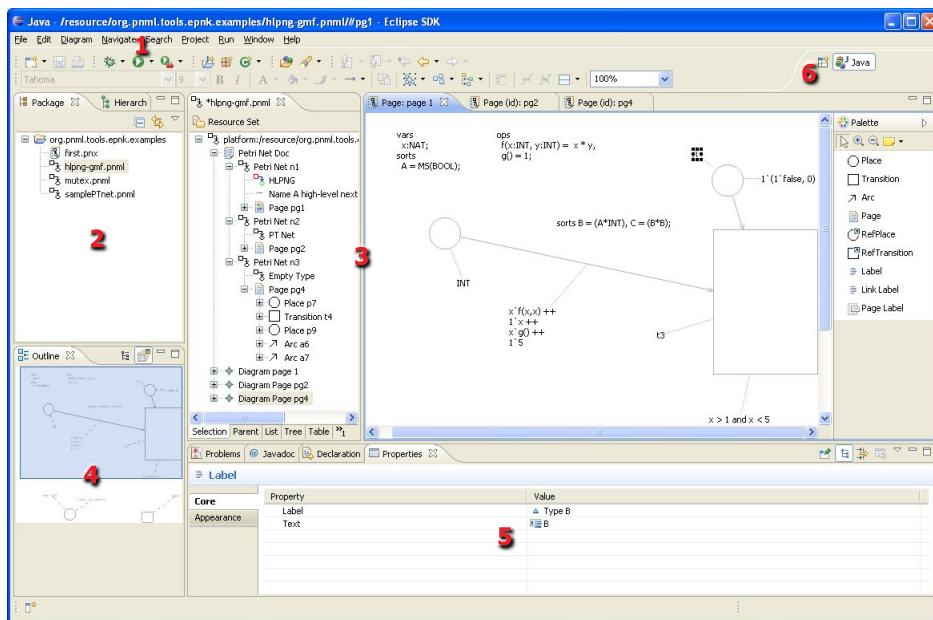 Java - /resource/org.pnml.tools.epnk.examples/hlpng-gmf.pnml/#pg1 - Eclipse SDK
File Edit Diagram Navigate Search Project Run Window Help
1
Tahoma 9 B I A 100%
6
Java
Package Hierarch
org.pnml.tools.epnk.examples
first.pnx
hlpng-gmf.pnml
mutex.pnml
samplePTnet.pnml
2
*hlpng-gmf.pnml
Resource Set
platform:/resource/org.pnml.tools.
Petri Net Doc
Petri Net n1
HLPNG
Name A high-level next
Page pg1
Petri Net n2
PT Net
Page pg2
Petri Net n3
Empty Type
Page pg4
Place p7
Transition t4
Place p9
Arc a6
Arc a7
Diagram page 1
Diagram Page pg2
Diagram Page pg4
Selection Parent List Tree Table »1
3
Page: page 1 Page (id): pg2 Page (id): pg4
vars
x:NAT;
sorts
A = MS(BOOL);
ops
f(x:INT, y:INT) = x * y,
g() = 1;
1`(1`false, 0)
sorts B = (A*INT), C = (B*B);
INT
x`f(x,x) ++
1`x ++
x`g() ++
1`5
t3
x > 1 and x < 5
Palette
Place
Transition
Arc
Page
RefPlace
RefTransition
Label
Link Label
Page Label
Outline
4
Problems Javadoc Declaration Properties
Label
Core
Appearance
Property Value
Label Type B
Text B
5